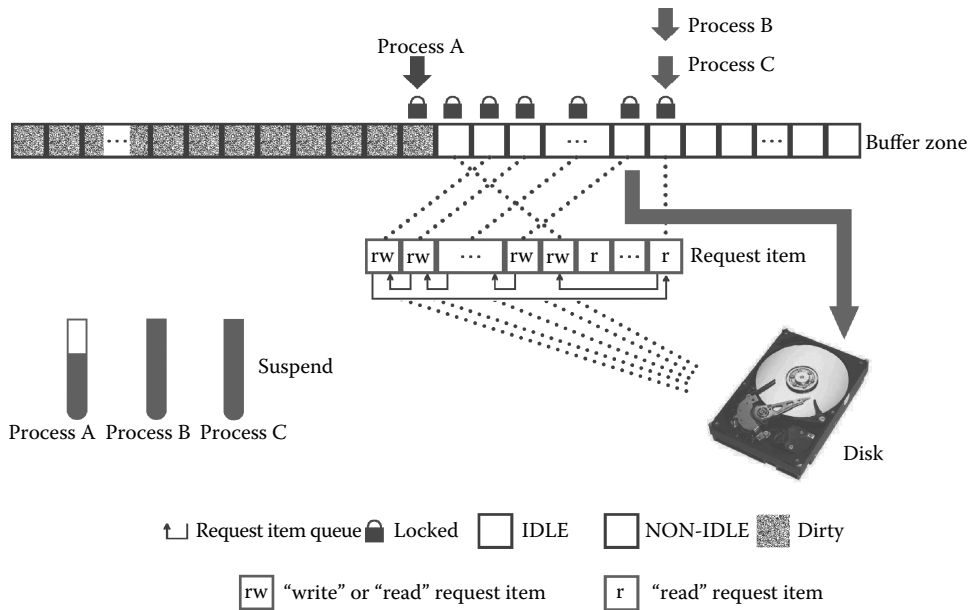 Process B
Process A
Process C
...
...
...
Buffer zone
rw rw ... rw rw r ... r Request item
Suspend
Process A Process B Process C
Disk
Request item queue Locked IDLE NON-IDLE Dirty
rw “write” or “read” request item r “read” request item